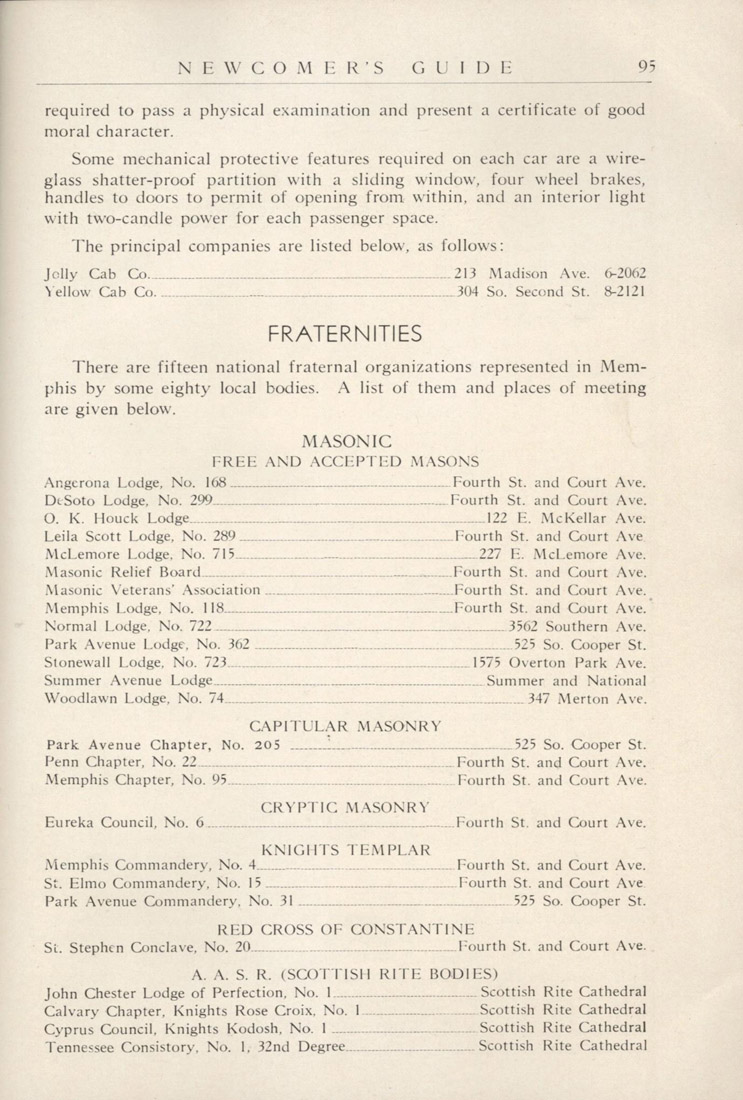 NEWCOMER'S GUIDE 95
required to pass a physical examination and present a certificate of good
moral character.
Some mechanical protective features required on each car are a wire-
glass shatter-proof partition with a sliding window, four wheel brakes,
handles to doors to permit of opening from within, and an interior light
with two-candle power for each passenger space.
The principal companies are listed below, as follows:
Jolly Cab Co. 213 Madison Ave. 6-2062
Yellow Cab Co. 304 So. Second St. 8-2121
FRATERNITIES
There are fifteen national fraternal organizations represented in Mem-
phis by some eighty local bodies. A list of them and places of meeting
are given below.
MASONIC
FREE AND ACCEPTED MASONS
Angerona Lodge, No. 168 Fourth St. and Court Ave.
DeSoto Lodge, No. 299 Fourth St. and Court Ave.
O. K. Houck Lodge 122 E. McKellar Ave.
Leila Scott Lodge, No. 289 Fourth St. and Court Ave
McLemore Lodge, No. 715 227 E. McLemore Ave.
Masonic Relief Board Fourth St. and Court Ave.
Masonic Veterans' Association Fourth St. and Court Ave.
Memphis Lodge, No. 118 Fourth St. and Court Ave.
Normal Lodge, No. 722 3562 Southern Ave.
Park Avenue Lodge, No. 362 525 So. Cooper St.
Stonewall Lodge, No. 723 1575 Overton Park Ave.
Summer Avenue Lodge Summer and National
Woodlawn Lodge, No. 74 347 Merton Ave.
CAPITULAR MASONRY
Park Avenue Chapter, No. 205 525 So. Cooper St.
Penn Chapter, No. 22 Fourth St. and Court Ave.
Memphis Chapter, No. 95 Fourth St. and Court Ave.
CRYPTIC MASONRY
Eureka Council, No. 6 Fourth St. and Court Ave.
KNIGHTS TEMPLAR
Memphis Commandery, No. 4 Fourth St. and Court Ave.
St. Elmo Commandery, No. 15 Fourth St. and Court Ave
Park Avenue Commandery, No. 31 525 So. Cooper St.
RED CROSS OF CONSTANTINE
St. Stephen Conclave, No. 20 Fourth St. and Court Ave.
A. A. S. R. (SCOTTISH RITE BODIES)
John Chester Lodge of Perfection, No. 1 Scottish Rite Cathedral
Calvary Chapter, Knights Rose Croix, No. 1 Scottish Rite Cathedral
Cyprus Council, Knights Kodosh, No. 1 Scottish Rite Cathedral
Tennessee Consistory, No. 1, 32nd Degree Scottish Rite Cathedral